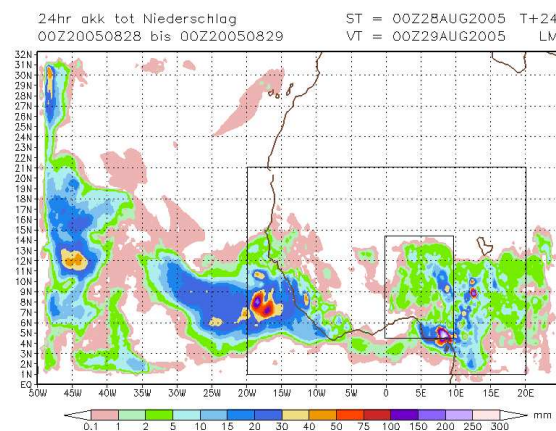 24hr akk tot Niederschlag ST = 00Z28AUG2005 T+24
00Z20050828 bis 00Z20050829 VT = 00Z29AUG2005 LM
32N
31N
30N
29N
28N
27N
26N
25N
24N
23N
22N
21N
20N
19N
18N
17N
16N
15N
14N
13N
12N
11N
10N
9N
8N
7N
6N
5N
4N
3N
2N
1N
EQ
50W 45W 40W 35W 30W 25W 20W 15W 10W 5W 0 5E 10E 15E 20E
0.1 1 2 5 10 15 20 30 40 50 75 100 150 200 250 300 mm